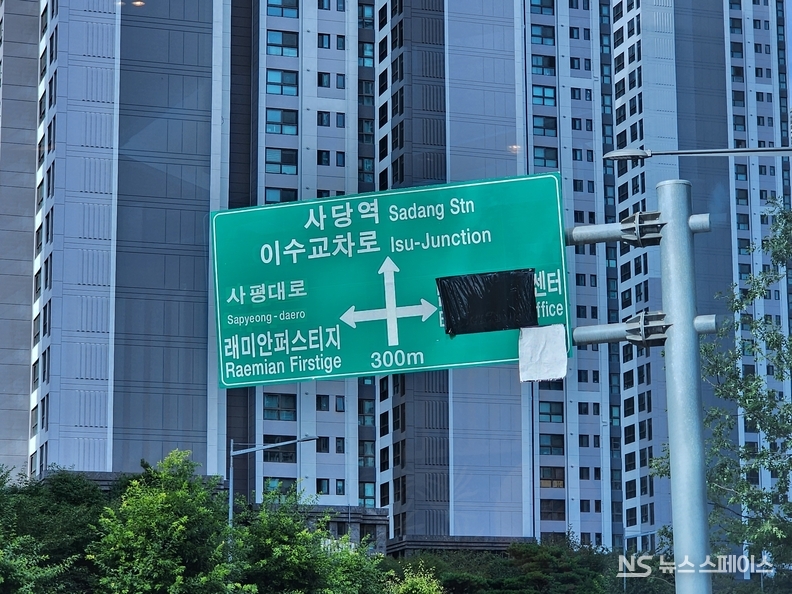 사당역 Sadang Stn
이수교차로 Isu-Junction
사평대로
Sapyeong-daero
래미안퍼스티지
Raemian Firstige
센터
ffice
300m
NS 뉴스 스페이스